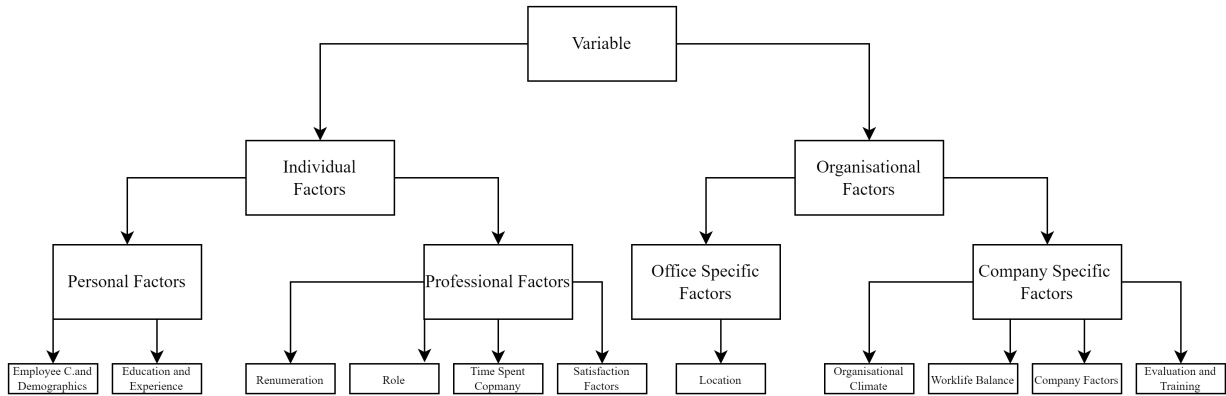 Variable
Individual
Factors
Organisational
Factors
Personal Factors
Professional Factors
Office Specific
Factors
Company Specific
Factors
Employee C.and
Demographics
Education and
Experience
Renumeration
Role
Time Spent
Copmany
Satisfaction
Factors
Location
Organisational
Climate
Worklife Balance
Company Factors
Evaluation and
Training